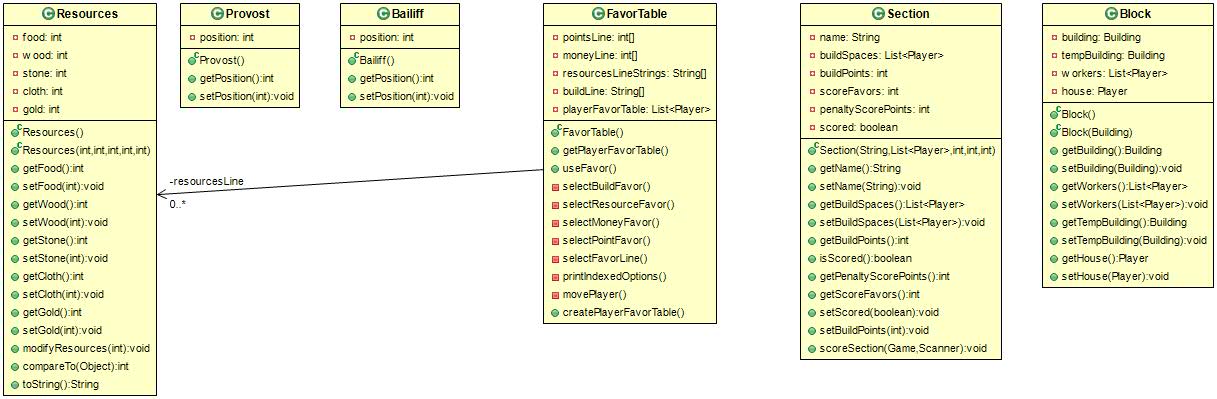 Resources
food: int
wood: int
stone: int
cloth: int
gold: int
Resources()
Resources(int,int,int,int,int)
getFood():int
setFood(int):void
getWood():int
setWood(int):void
getStone():int
setStone(int):void
getCloth():int
setCloth(int):void
getGold():int
setGold(int):void
modifyResources(int):void
compareTo(Object):int
toString():String
Provost
position: int
Provost()
getPosition():int
setPosition(int):void
Bailiff
position: int
Bailiff()
getPosition():int
setPosition(int):void
-resourcesLine
0..*
FavorTable
pointsLine: int[]
moneyLine: int[]
resourcesLineStrings: String[]
buildLine: String[]
playerFavorTable: List<Player>
FavorTable()
getPlayerFavorTable()
useFavor()
selectBuildFavor()
selectResourceFavor()
selectMoneyFavor()
selectPointFavor()
selectFavorLine()
printIndexedOptions()
movePlayer()
createPlayerFavorTable()
Section
name: String
buildSpaces: List<Player>
buildPoints: int
scoreFavors: int
penaltyScorePoints: int
scored: boolean
Section(String,List<Player>,int,int,int)
getName():String
setName(String):void
getBuildSpaces():List<Player>
setBuildSpaces(List<Player>):void
getBuildPoints():int
isScored():boolean
getPenaltyScorePoints():int
getScoreFavors():int
setScored(boolean):void
setBuildPoints(int):void
scoreSection(Game,Scanner):void
Block
building: Building
tempBuilding: Building
workers: List<Player>
house: Player
Block()
Block(Building)
getBuilding():Building
setBuilding(Building):void
getWorkers():List<Player>
setWorkers(List<Player>):void
getTempBuilding():Building
setTempBuilding(Building):void
getHouse():Player
setHouse(Player):void